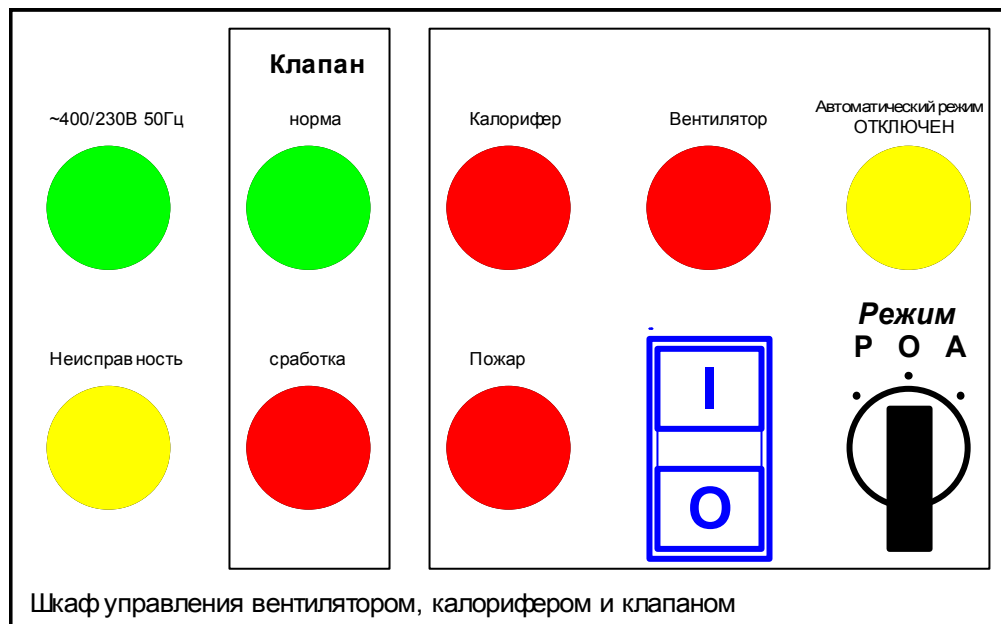 Клапан
~400/230В 50Гц
норма
Калорифер
Вентилятор
Автоматический режим
ОТКЛЮЧЕН
Режим
Р О А
Неисправность
сработка
Пожар
I
O
Шкаф управления вентилятором, калорифером и клапаном